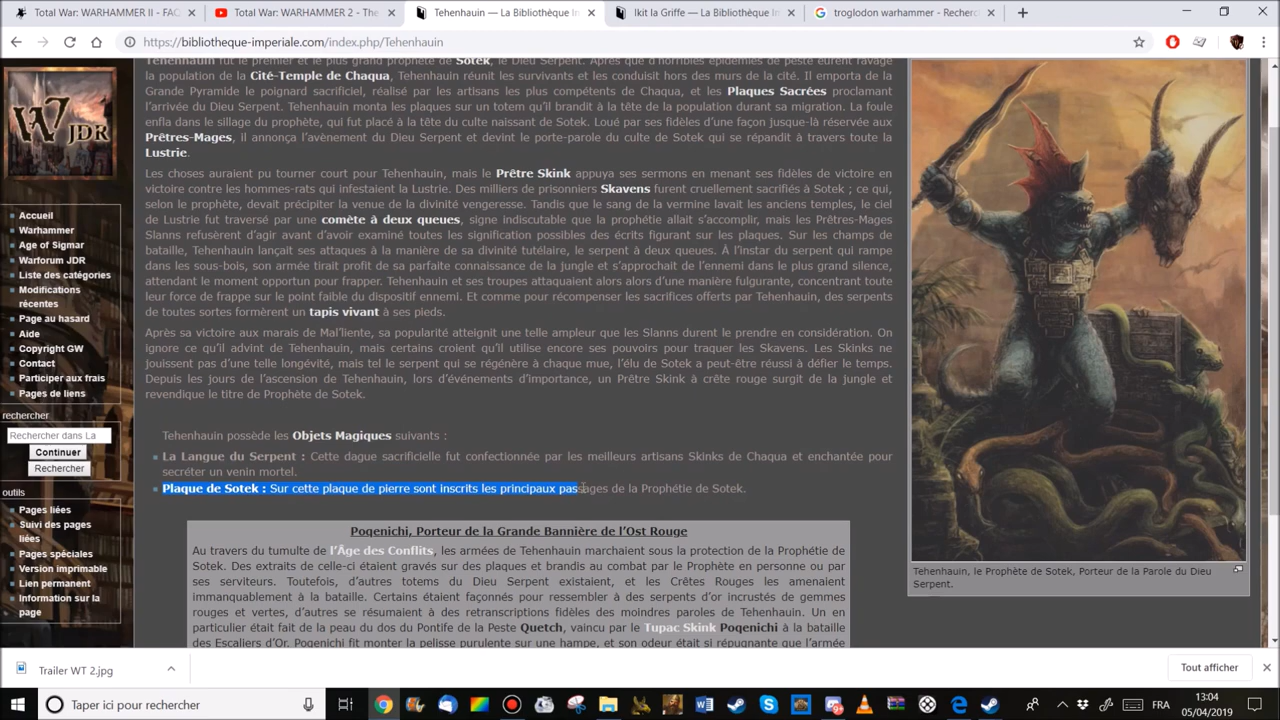 Total War: WARHAMMER II - FAQ
Total War: WARHAMMER 2 - The
Tehenhauin — La Bibliothèque Im
Ikit la Griffe — La Bibliothèque Im
troglodon warhammer - Recherc
https://bibliotheque-imperiale.com/index.php/Tehenhauin
W JDR
Accueil
Warhammer
Age of Sigmar
Warforum JDR
Liste des catégories
Modifications
récentes
Page au hasard
Aide
Copyright GW
Contact
Participer aux frais
Pages de liens
rechercher
Rechercher dans La
Continuer
Rechercher
outils
Pages liées
Suivi des pages
liées
Pages spéciales
Version imprimable
Lien permanent
Information sur la
page
Tehenhauin fut le premier et le plus grand prophète de Sotek, le Dieu Serpent. Après que d’horribles épidémies de peste eurent ravagé
la population de la Cité-Temple de Chaqua, Tehenhauin réunit les survivants et les conduisit hors des murs de la cité. Il emporta de la
Grande Pyramide le poignard sacrificiel, réalisé par les artisans les plus compétents de Chaqua, et les Plaques Sacrées proclamant
l’arrivée du Dieu Serpent. Tehenhauin monta les plaques sur un totem qu’il brandit à la tête de la population durant sa migration. La foule
enfla dans le sillage du prophète, qui fut placé à la tête du culte naissant de Sotek. Loué par ses fidèles d’une façon jusque-là réservée aux
Prêtres-Mages, il annonça l’avènement du Dieu Serpent et devint le porte-parole du culte de Sotek qui se répandit à travers toute la
Lustrie.
Les choses auraient pu tourner court pour Tehenhauin, mais le Prêtre Skink appuya ses sermons en menant ses fidèles de victoire en
victoire contre les hommes-rats qui infestaient la Lustrie. Des milliers de prisonniers Skavens furent cruellement sacrifiés à Sotek ; ce qui,
selon le prophète, devait précipiter la venue de la divinité vengeresse. Tandis que le sang de la vermine lavait les anciens temples, le ciel
de Lustrie fut traversé par une comète à deux queues, signe indiscutable que la prophétie allait s’accomplir, mais les Prêtres-Mages
Slanns refusèrent d’agir avant d’avoir examiné toutes les signification possibles des écrits figurant sur les plaques. Sur les champs de
bataille, Tehenhauin lançait ses attaques à la manière de sa divinité tutélaire, le serpent à deux queues. À l’instar du serpent qui rampe
dans les sous-bois, son armée tirait profit de sa parfaite connaissance de la jungle et s’approchait de l’ennemi dans le plus grand silence,
attendant le moment opportun pour frapper. Tehenhauin et ses troupes attaquaient alors alors d’une manière fulgurante, concentrant toute
leur force de frappe sur le point faible du dispositif ennemi. Et comme pour récompenser les sacrifices offerts par Tehenhauin, des serpents
de toutes sortes formèrent un tapis vivant à ses pieds.
Après sa victoire aux marais de Mal’liente, sa popularité atteignit une telle ampleur que les Slanns durent le prendre en considération. On
ignore ce qu’il advint de Tehenhauin, mais certains croient qu’il utilise encore ses pouvoirs pour traquer les Skavens. Les Skinks ne
jouissent pas d’une telle longévité, mais tel le serpent qui se régénère à chaque mue, l’élu de Sotek a peut-être réussi à défier le temps.
Depuis les jours de l’ascension de Tehenhauin, lors d’événements d’importance, un Prêtre Skink à crête rouge surgît de la jungle et
revendique le titre de Prophète de Sotek.
Tehenhauin possède les Objets Magiques suivants :
La Langue du Serpent : Cette dague sacrificielle fut confectionnée par les meilleurs artisans Skinks de Chaqua et enchantée pour
secréter un venin mortel.
Plaque de Sotek : Sur cette plaque de pierre sont inscrits les principaux passages de la Prophétie de Sotek.
Poqenichi, Porteur de la Grande Bannière de l’Ost Rouge
Au travers du tumulte de l’Âge des Conflits, les armées de Tehenhauin marchaient sous la protection de la Prophétie de
Sotek. Des extraits de celle-ci étaient gravés sur des plaques et brandis au combat par le Prophète en personne ou par
ses serviteurs. Toutefois, d’autres totems du Dieu Serpent existaient, et les Crêtes Rouges les amenaient
immanquablement à la bataille. Certains étaient façonnés pour ressembler à des serpents d’or incrustés de gemmes
rouges et vertes, d’autres se résumaient à des retranscriptions fidèles des moindres paroles de Tehenhauin. Un en
particulier était fait de la peau du dos du Pontife de la Peste Quetch, vaincu par le Tupac Skink Poqenichi à la bataille
des Escaliers d’Or. Poqenichi fit monter la pelisse purulente sur une hampe, et son odeur était si répugnante que l’armée
Tehenhauin, le Prophète de Sotek, Porteur de la Parole du Dieu
Serpent.
Trailer WT 2.jpg
Tout afficher
Taper ici pour rechercher
FRA
13:04
05/04/2019